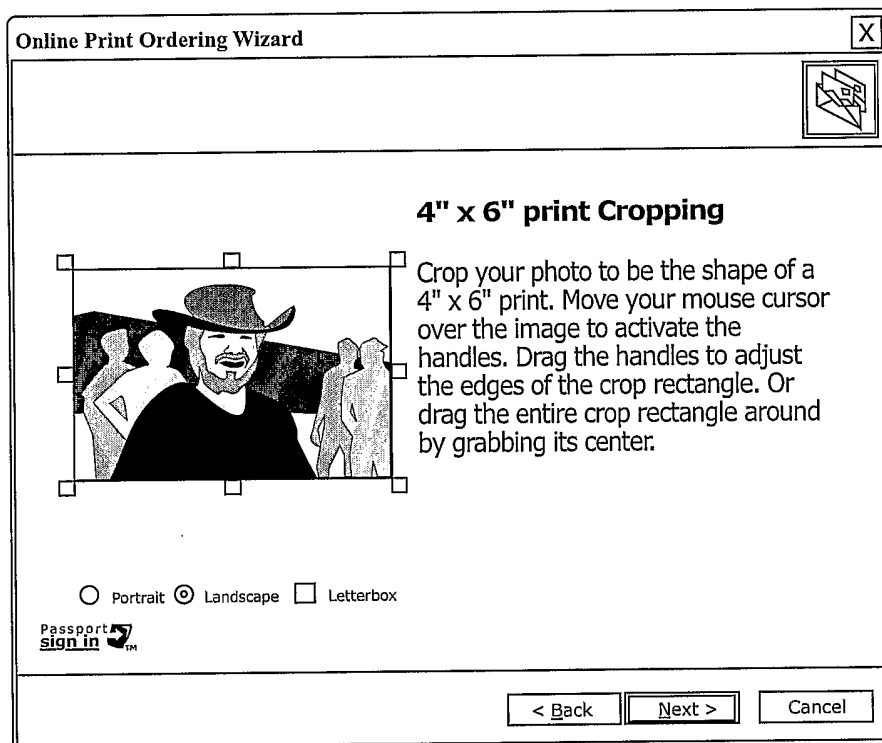 Online Print Ordering Wizard
X
4" x 6" print Cropping
Crop your photo to be the shape of a
4" x 6" print. Move your mouse cursor
over the image to activate the
handles. Drag the handles to adjust
the edges of the crop rectangle. Or
drag the entire crop rectangle around
by grabbing its center.
Portrait Landscape Letterbox
Passport
sign in TM
< Back Next > Cancel